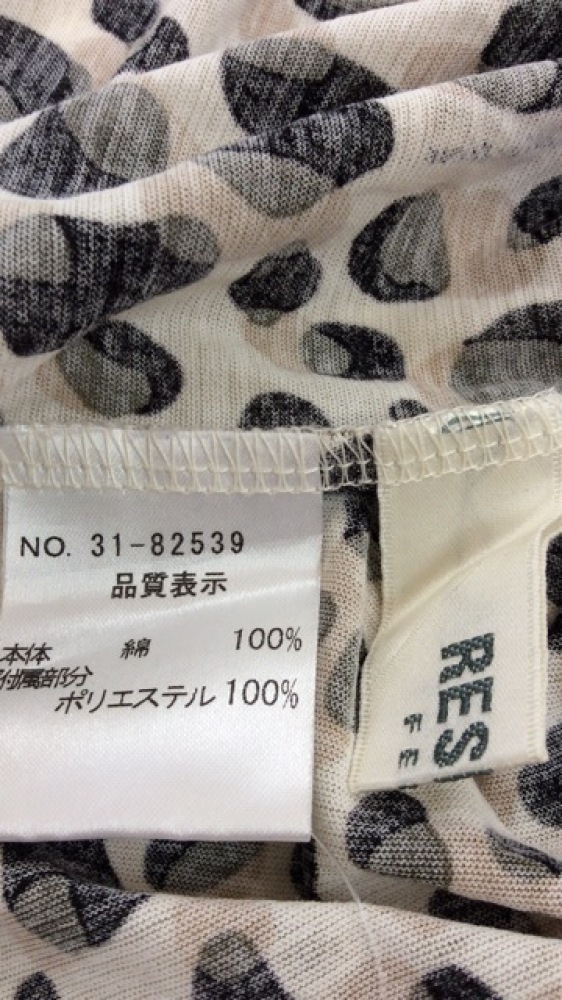 NO. 31-82539
品質表示
本体 綿 100%
付属部分
ポリエステル 100%
RES
FE